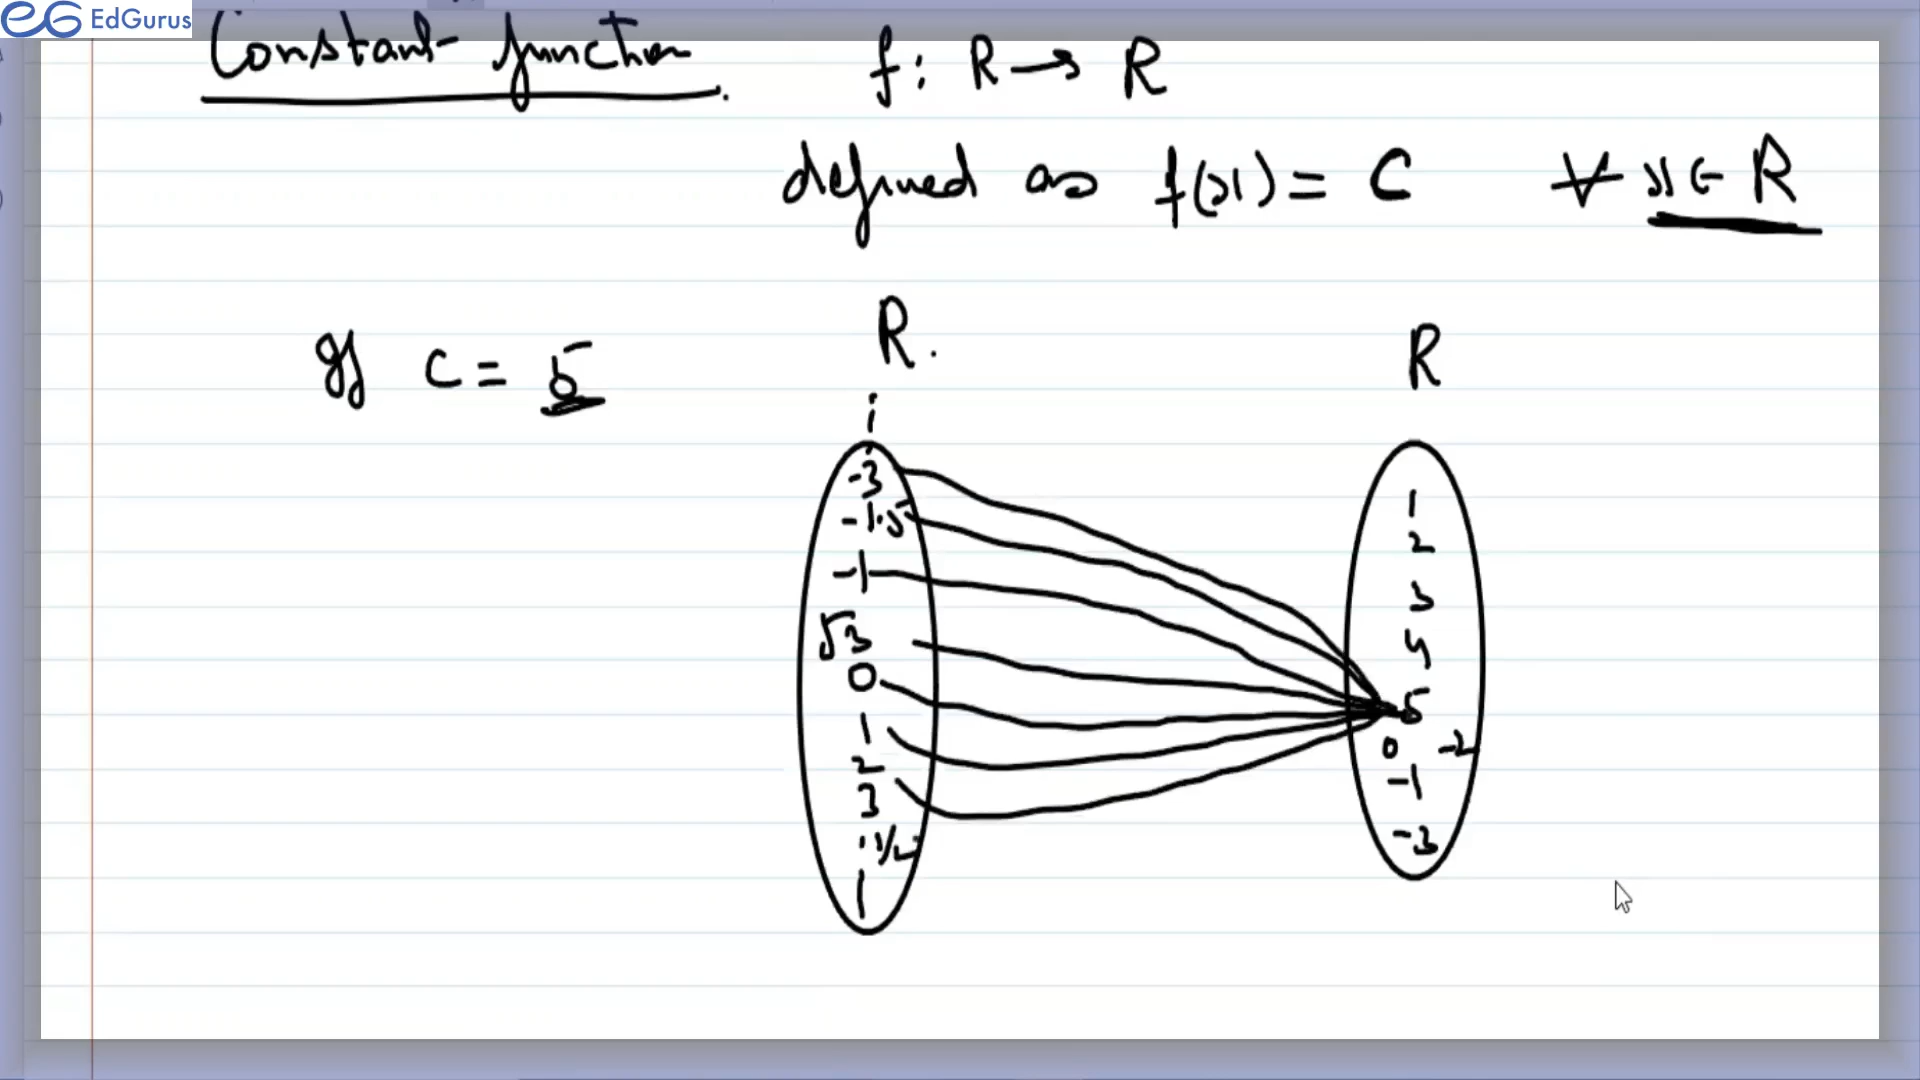 EdGurus
Constant function. f: R → R
defined as f(x) = C ∀ x ∈ R
R.
R
If C = 5
-3
-1.5
-1
√3
0
1
2
3
1/2
1
2
3
4
5
0 -2
-1
-3